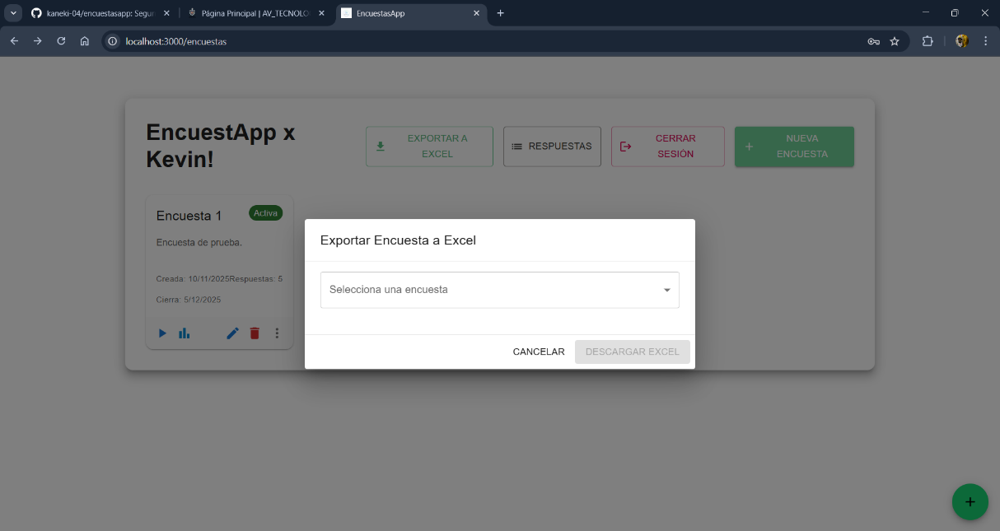 kaneki-04/encuestasapp: Segur
Página Principal | AV_TECNOLO
EncuestasApp
localhost:3000/encuestas
EncuestApp x
Kevin!
EXPORTAR A
EXCEL
RESPUESTAS
CERRAR
SESIÓN
NUEVA
ENCUESTA
Encuesta 1
Activa
Encuesta de prueba.
Creada: 10/11/2025Respuestas: 5
Cierra: 5/12/2025
Exportar Encuesta a Excel
Selecciona una encuesta
CANCELAR
DESCARGAR EXCEL